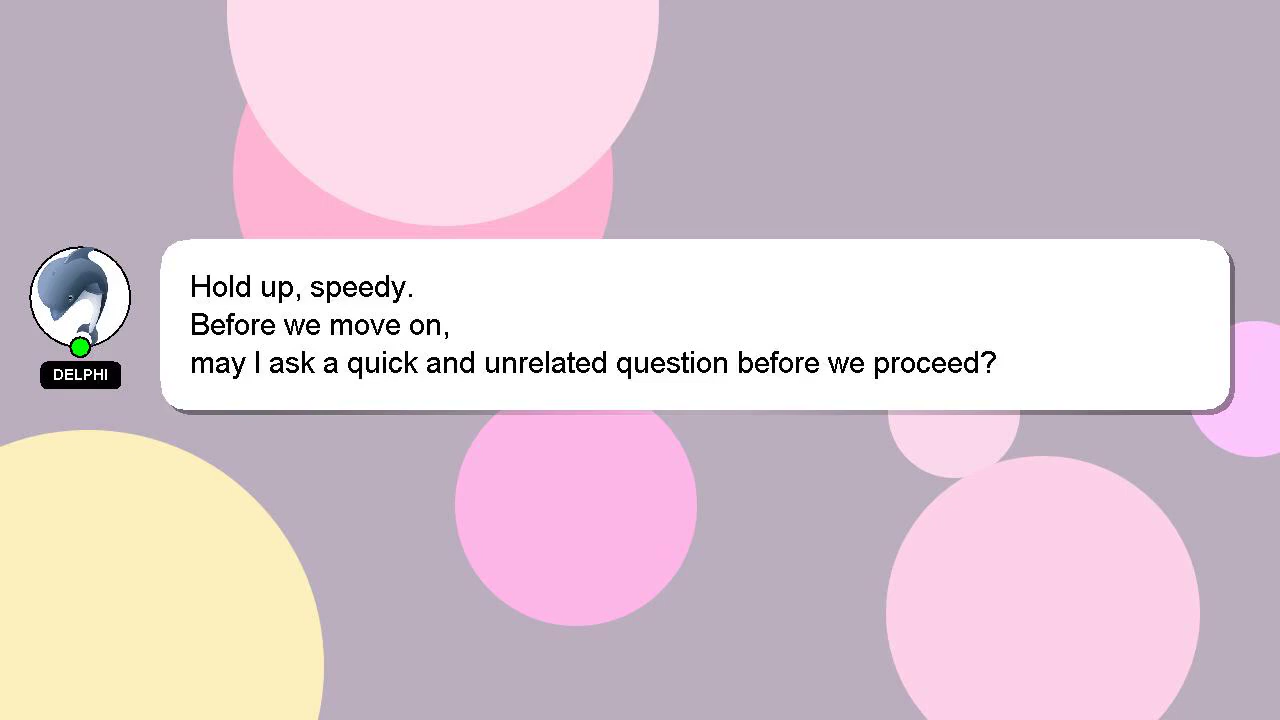 Hold up, speedy.
Before we move on,
may I ask a quick and unrelated question before we proceed?
DELPHI